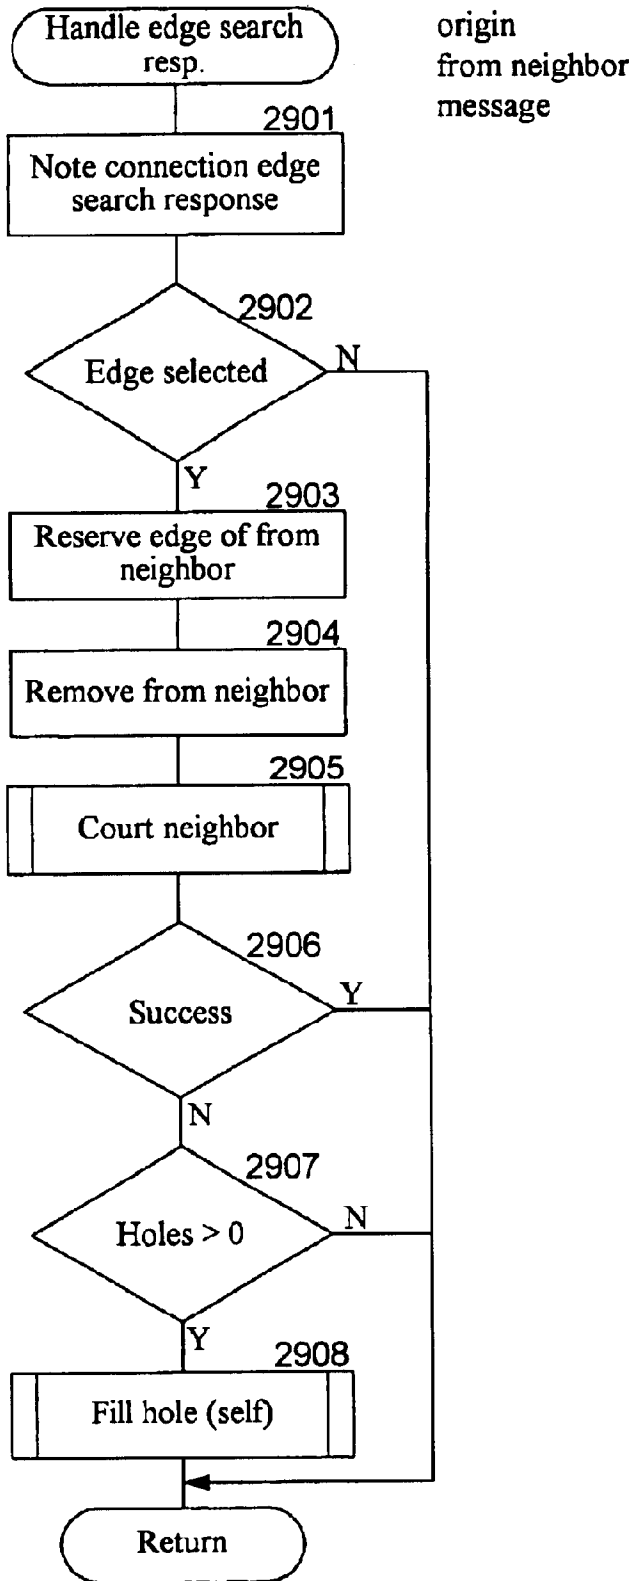 Handle edge search
resp.
origin
from neighbor
message
2901
Note connection edge
search response
2902
Edge selected
N
Y
2903
Reserve edge of from
neighbor
2904
Remove from neighbor
2905
Court neighbor
2906
Success
Y
N
2907
Holes > 0
N
Y
2908
Fill hole (self)
Return